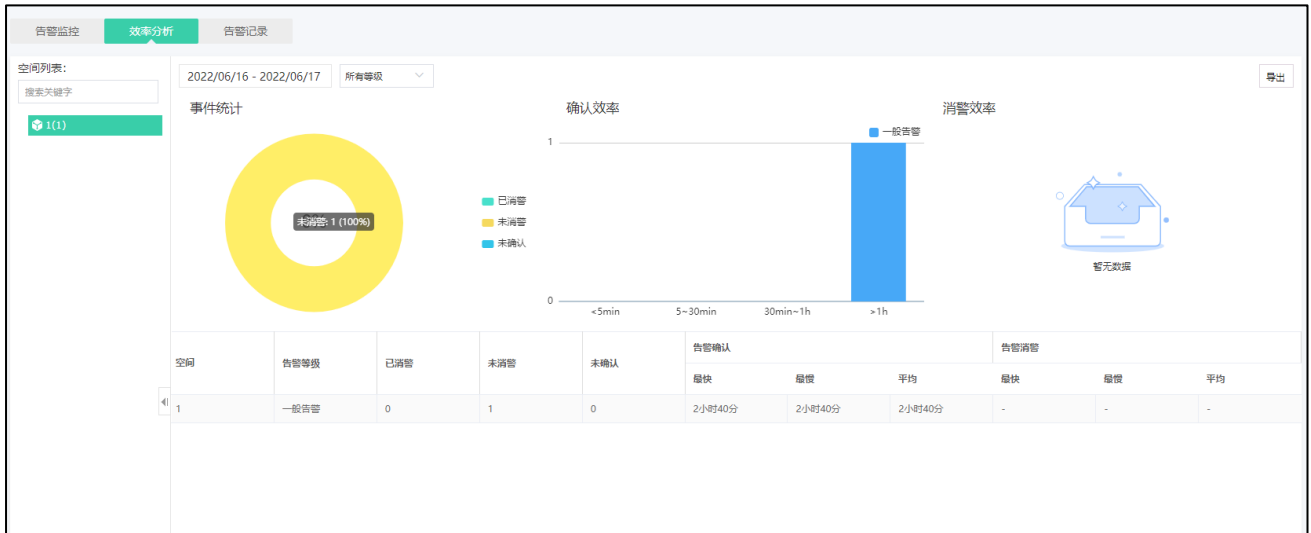 告警监控 效率分析 告警记录
空间列表:
搜索关键字
1(1)
2022/06/16 - 2022/06/17 所有等级 导出
事件统计 确认效率 消警效率
一般告警
1
已消警
未消警: 1 (100%)
未消警
未确认
暂无数据
0
<5min 5~30min 30min~1h >1h
空间 告警等级 已消警 未消警 未确认 告警确认 告警消警
最快 最慢 平均 最快 最慢 平均
1 一般告警 0 1 0 2小时40分 2小时40分 2小时40分 - - -